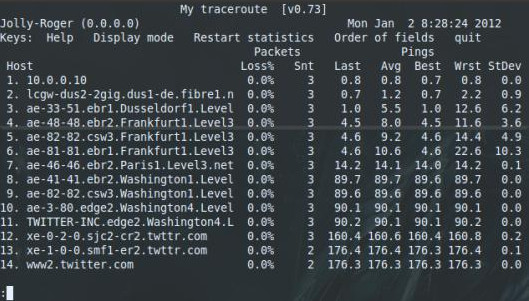 My traceroute  [v0.73]
Jolly-Roger (0.0.0.0)                                Mon Jan  2 8:28:24 2012
Keys:  Help   Display mode   Restart statistics   Order of fields   quit
Packets               Pings
Host                                Loss%   Snt   Last   Avg  Best  Wrst StDev
1. 10.0.0.10                        0.0%     3    0.8   0.8   0.7   0.8   0.0
2. lcgw-dus2-2gig.dus1-de.fibre1.n  0.0%     3    0.7   1.2   0.7   2.2   0.9
3. ae-33-51.ebr1.Dusseldorf1.Level  0.0%     3    1.0   5.5   1.0  12.6   6.2
4. ae-48-48.ebr2.Frankfurt1.Level3  0.0%     3    4.5   8.0   4.5  11.6   3.6
5. ae-82-82.csw3.Frankfurt1.Level3  0.0%     3    4.6   9.2   4.6  14.4   4.9
6. ae-81-81.ebr1.Frankfurt1.Level3  0.0%     3    4.6  10.6   4.6  22.6  10.3
7. ae-46-46.ebr2.Paris1.Level3.net  0.0%     3   14.2  14.1  14.0  14.2   0.1
8. ae-41-41.ebr2.Washington1.Level  0.0%     3   89.7  89.7  89.6  89.7   0.0
9. ae-82-82.csw3.Washington1.Level  0.0%     3   89.6  89.6  89.6  89.6   0.0
10. ae-3-80.edge2.Washington4.Level  0.0%     3   90.1  90.1  90.1  90.1   0.0
11. TWITTER-INC.edge2.Washington4.L  0.0%     3   90.2  90.1  90.1  90.2   0.0
12. xe-0-2-0.sjc2-cr2.twttr.com      0.0%     3  160.4 160.6 160.4 160.8   0.2
13. xe-1-0-0.smf1-er2.twttr.com      0.0%     2  176.4 176.4 176.3 176.4   0.1
14. www2.twitter.com                 0.0%     2  176.3 176.3 176.3 176.3   0.0
: